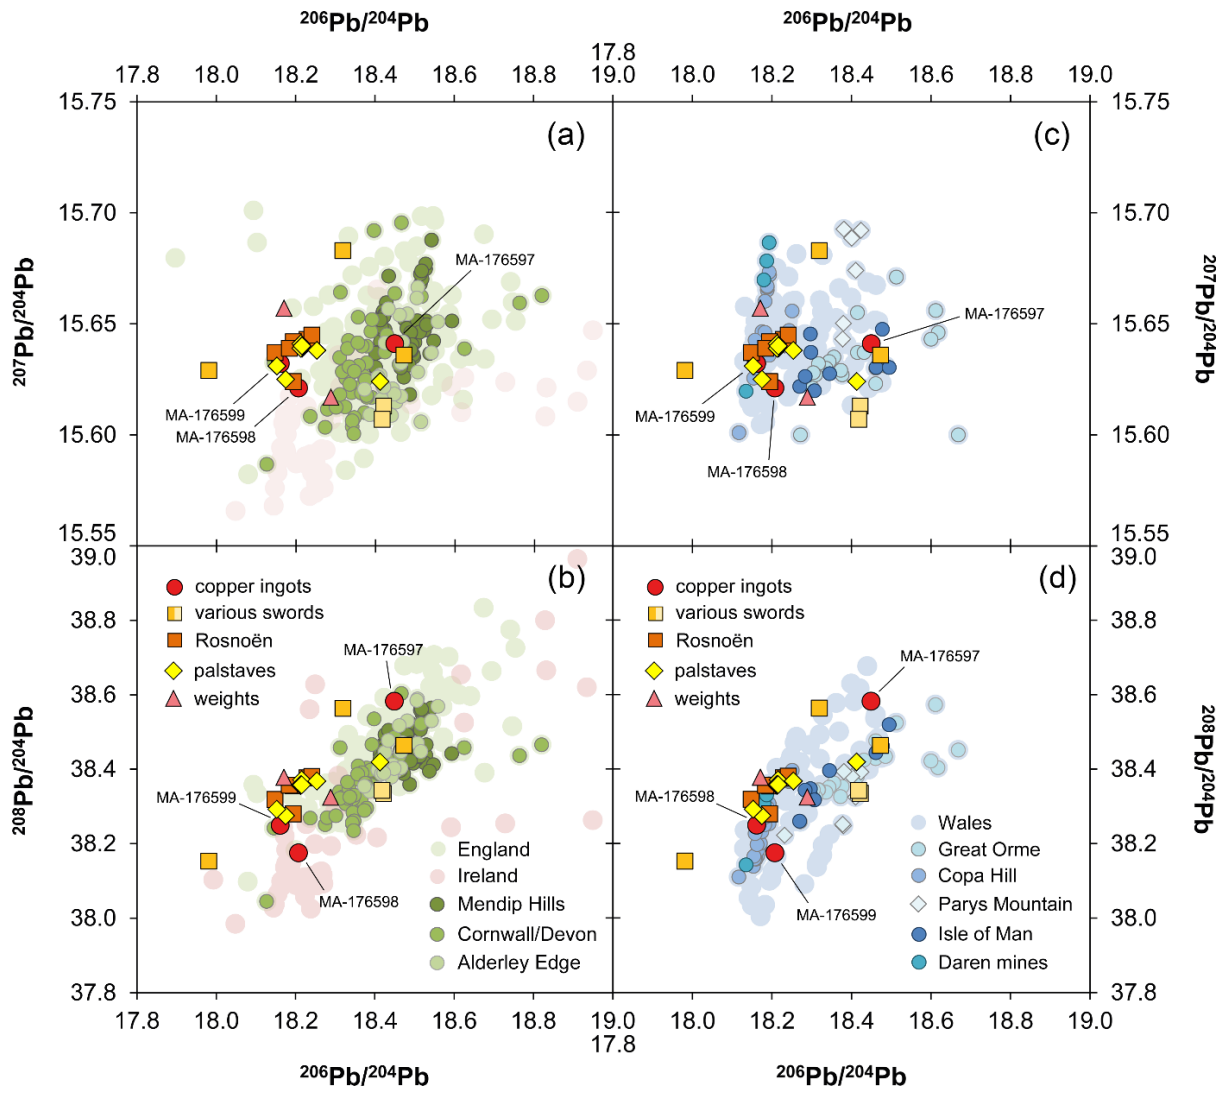 ²⁰⁶Pb/²⁰⁴Pb ²⁰⁶Pb/²⁰⁴Pb
17.8
17.8 18.0 18.2 18.4 18.6 18.8 19.0 18.0 18.2 18.4 18.6 18.8 19.0
15.75 15.75
(a) (c)
15.70 15.70
MA-176597
²⁰⁷Pb/²⁰⁴Pb ²⁰⁷Pb/²⁰⁴Pb
MA-176597
15.65 15.65
MA-176599 MA-176599
MA-176598
15.60 15.60
MA-176598
15.55 15.55
39.0 39.0
(b) (d)
copper ingots copper ingots
various swords various swords
38.8 38.8
Rosnoën Rosnoën
MA-176597 MA-176597
palstaves palstaves
weights weights
38.6 38.6
²⁰⁸Pb/²⁰⁴Pb ²⁰⁸Pb/²⁰⁴Pb
38.4 38.4
MA-176599 MA-176598
Wales
38.2 38.2
England Great Orme
Ireland Copa Hill
MA-176598 Mendip Hills Parys Mountain
MA-176599
38.0 38.0
Cornwall/Devon Isle of Man
Alderley Edge Daren mines
37.8 37.8
17.8 18.0 18.2 18.4 18.6 18.8 19.0 18.0 18.2 18.4 18.6 18.8 19.0
17.8
²⁰⁶Pb/²⁰⁴Pb ²⁰⁶Pb/²⁰⁴Pb